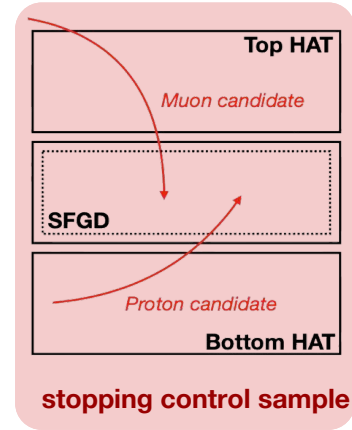 Top HAT
Muon candidate
SFGD
Proton candidate
Bottom HAT
stopping control sample